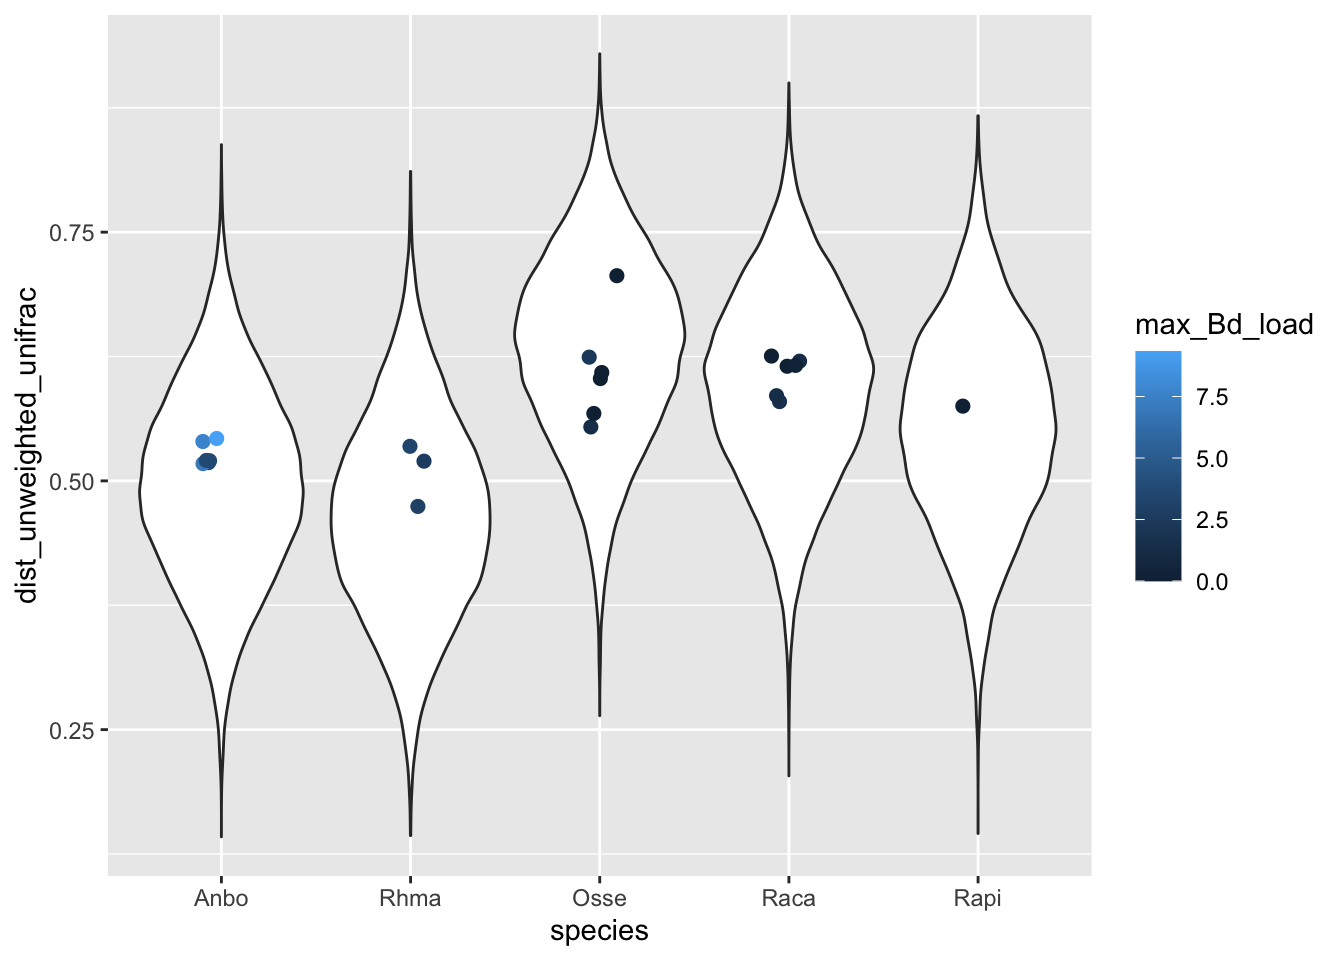 dist_unweighted_unifrac
0.75
0.50
0.25
Anbo Rhma Osse Raca Rapi
species
max_Bd_load
7.5
5.0
2.5
0.0